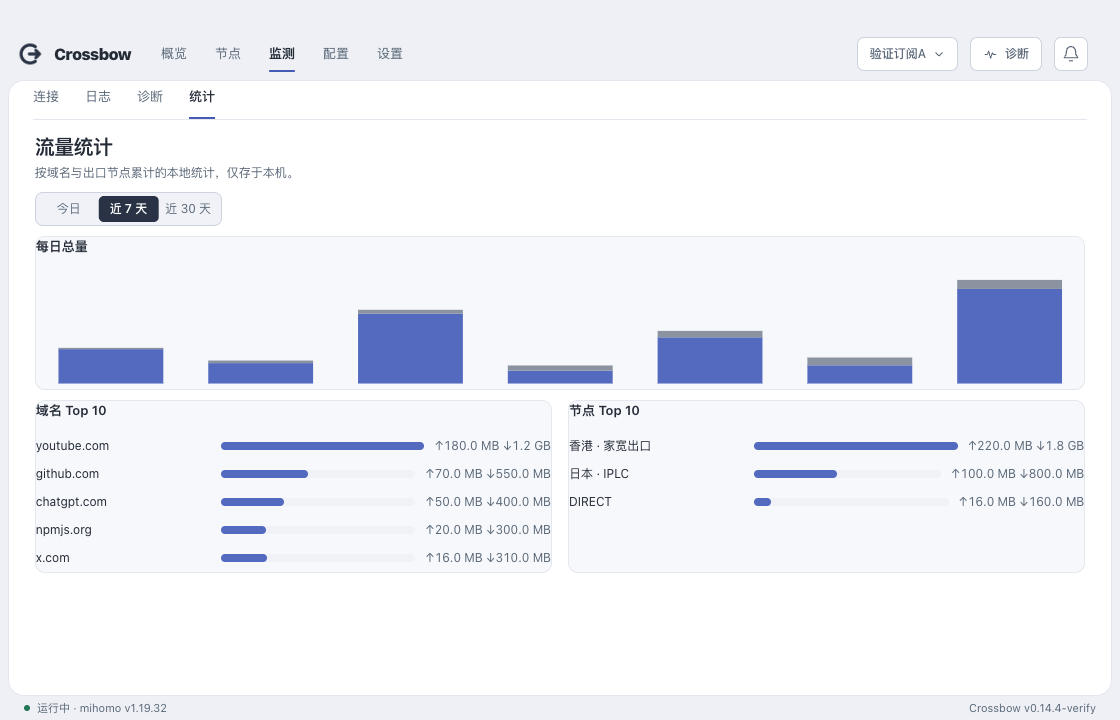 Crossbow 概览 节点 监测 配置 设置 验证订阅A 诊断
连接 日志 诊断 统计
流量统计
按域名与出口节点累计的本地统计，仅存于本机。
今日 近 7 天 近 30 天
每日总量
域名 Top 10
youtube.com ↑180.0 MB ↓1.2 GB
github.com ↑70.0 MB ↓550.0 MB
chatgpt.com ↑50.0 MB ↓400.0 MB
npmjs.org ↑20.0 MB ↓300.0 MB
x.com ↑16.0 MB ↓310.0 MB
节点 Top 10
香港 · 家宽出口 ↑220.0 MB ↓1.8 GB
日本 · IPLC ↑100.0 MB ↓800.0 MB
DIRECT ↑16.0 MB ↓160.0 MB
运行中 · mihomo v1.19.32
Crossbow v0.14.4-verify